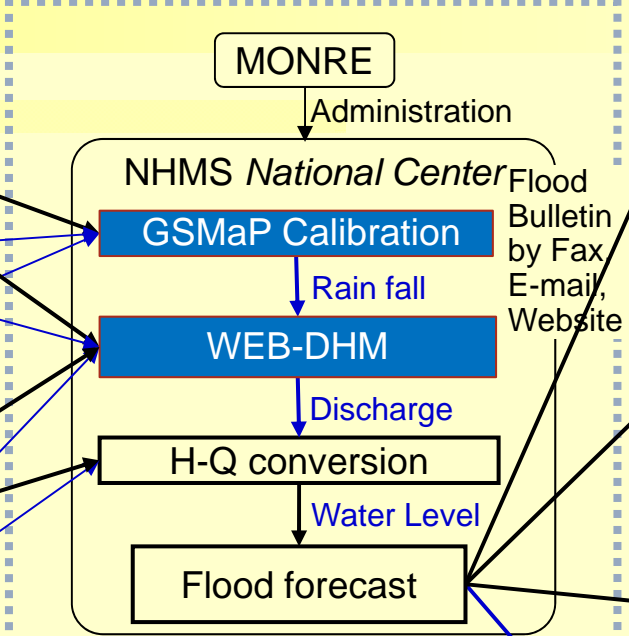 MONRE
Administration
NHMS National Center
Flood
Bulletin
by Fax,
E-mail,
Website
GSMaP Calibration
Rain fall
WEB-DHM
Discharge
H-Q conversion
Water Level
Flood forecast